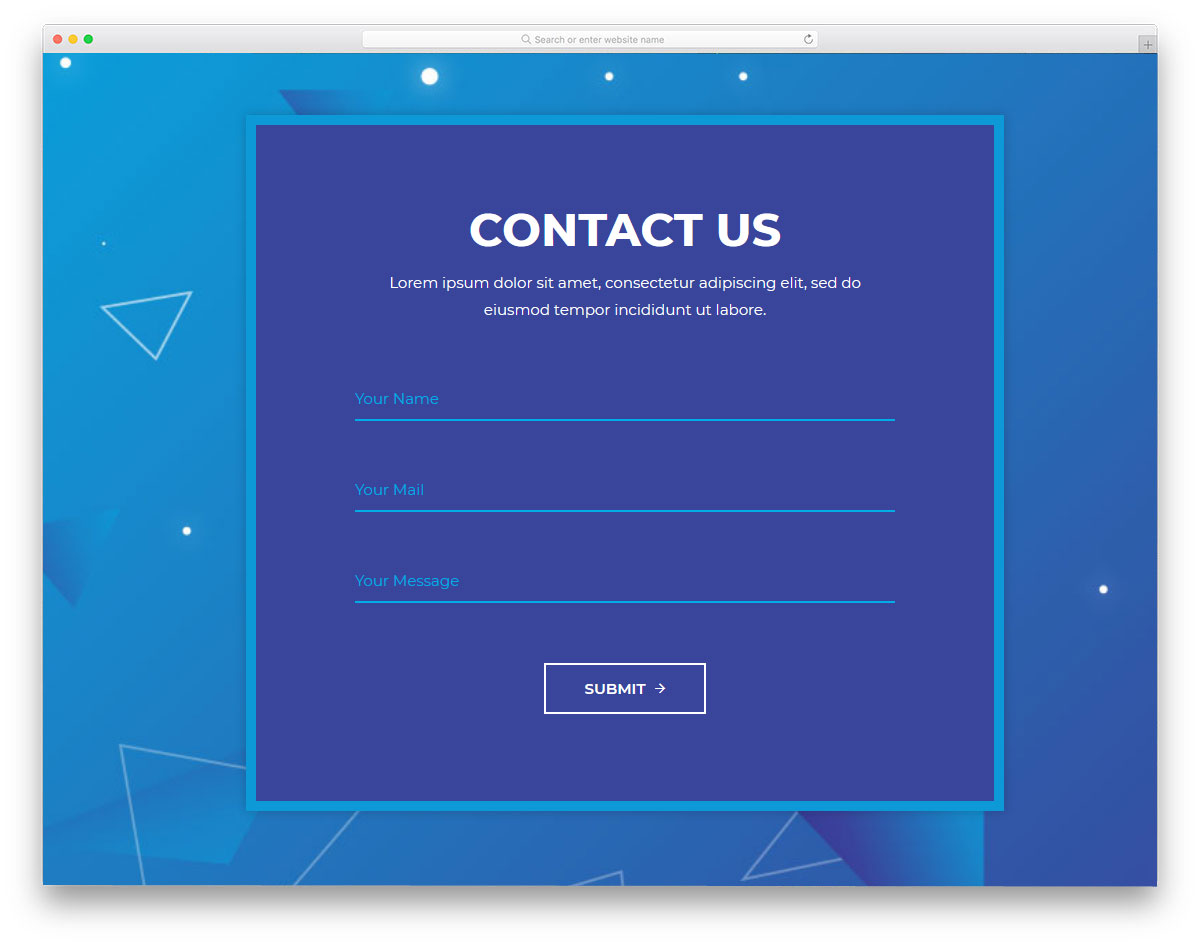 Search or enter website name
CONTACT US
Lorem ipsum dolor sit amet, consectetur adipiscing elit, sed do
eiusmod tempor incididunt ut labore.
Your Name
Your Mail
Your Message
SUBMIT →